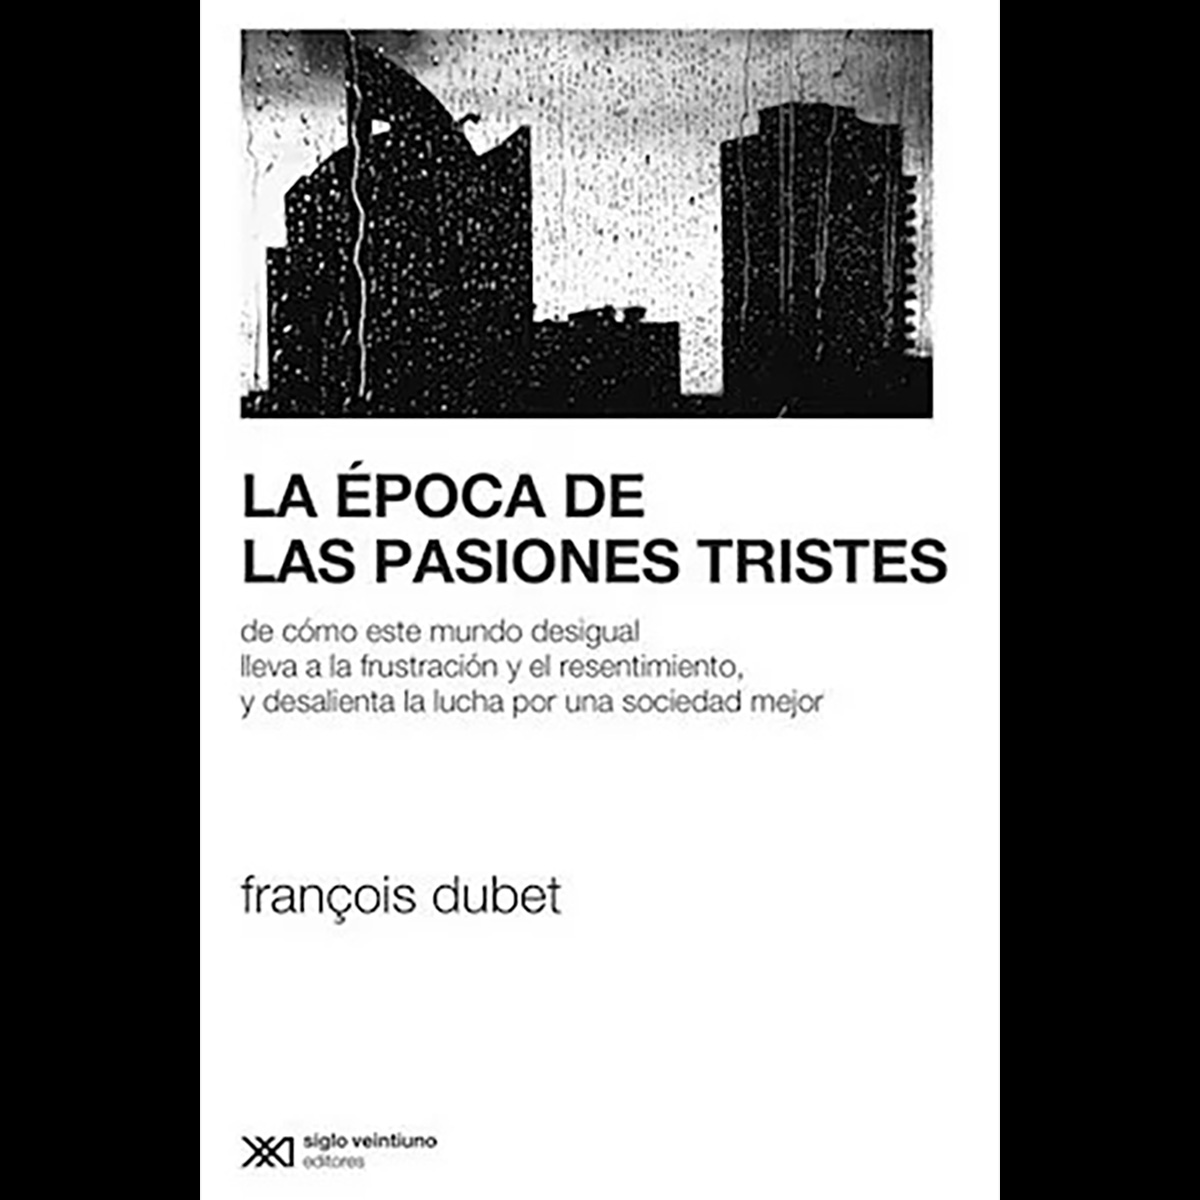 LA ÉPOCA DE
LAS PASIONES TRISTES
de cómo este mundo desigual
lleva a la frustración y el resentimiento,
y desalienta la lucha por una sociedad mejor
françois dubet
siglo veintiuno
editores